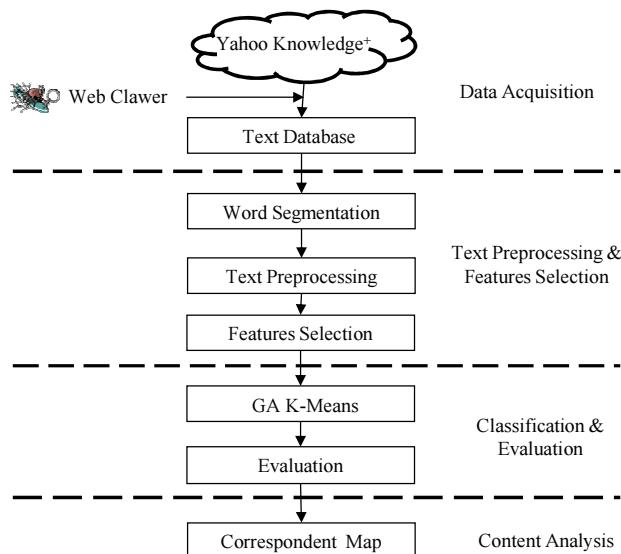 Yahoo Knowledge+
Web Clawer
Data Acquisition
Text Database
Word Segmentation
Text Preprocessing &
Features Selection
Text Preprocessing
Features Selection
GA K-Means
Classification &
Evaluation
Evaluation
Correspondent Map
Content Analysis